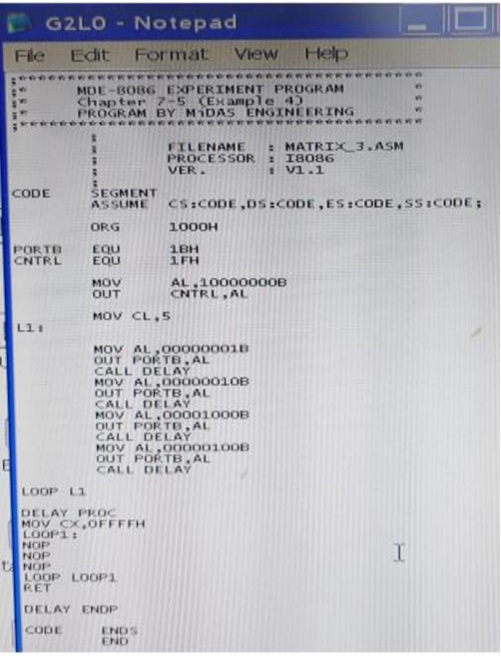 G2L0 - Notepad
File Edit Format View Help
MDE-8086 EXPERIMENT PROGRAM
Chapter 7-5 (Example 4)
PROGRAM BY MiDAS ENGINEERING
FILENAME : MATRIX_3.ASM
PROCESSOR : I8086
VER. : V1.1
CODE SEGMENT
ASSUME CS:CODE,DS:CODE,ES:CODE,SS:CODE;
ORG 1000H
PORTB EQU 1BH
CNTRL EQU 1FH
MOV AL,10000000B
OUT CNTRL,AL
MOV CL,5
L1:
MOV AL,00000001B
OUT PORTB,AL
CALL DELAY
MOV AL,00000010B
OUT PORTB,AL
CALL DELAY
MOV AL,00001000B
OUT PORTB,AL
CALL DELAY
MOV AL,00000100B
OUT PORTB,AL
CALL DELAY
LOOP L1
DELAY PROC
MOV CX,0FFFFH
LOOP1:
NOP
NOP
NOP
LOOP LOOP1
RET
DELAY ENDP
CODE ENDS
END